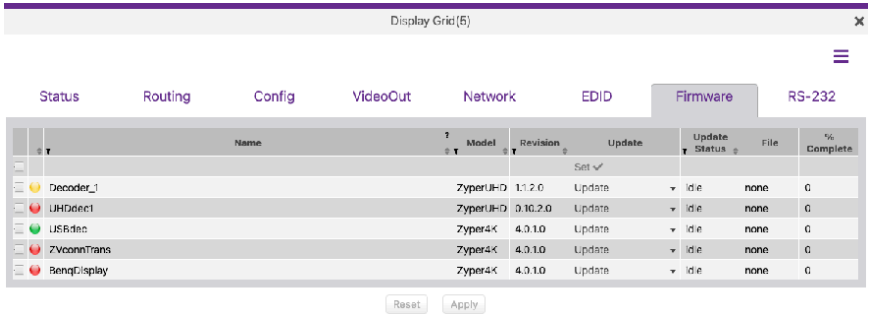 Display Grid(5)
Status Routing Config VideoOut Network EDID Firmware RS-232
Name ? Model Revision Update Update Status File % Complete
Set
Decoder_1 ZyperUHD 1.1.2.0 Update Idle none 0
UHDdec1 ZyperUHD 0.10.2.0 Update Idle none 0
USBdec Zyper4K 4.0.1.0 Update Idle none 0
ZVconnTrans Zyper4K 4.0.1.0 Update Idle none 0
BenqDisplay Zyper4K 4.0.1.0 Update Idle none 0
Reset Apply